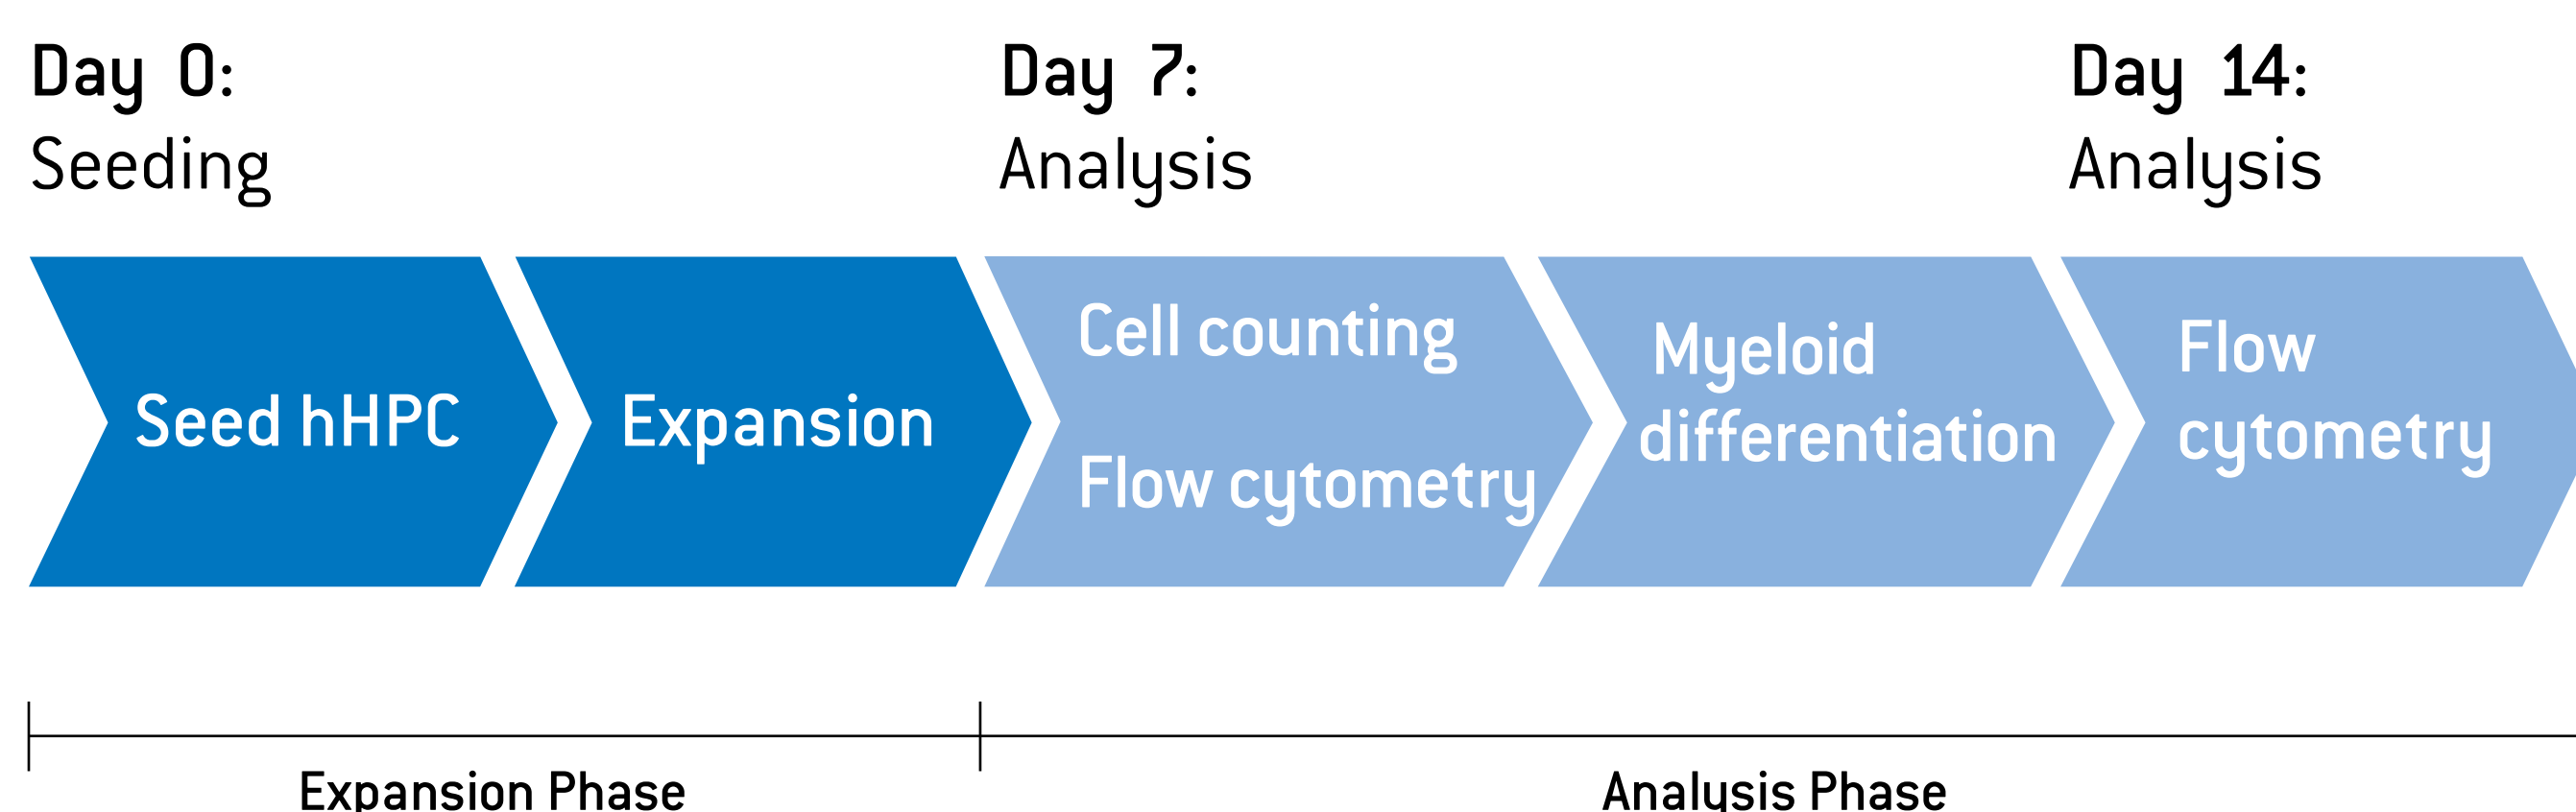 Day 0:
Seeding
Day 7:
Analysis
Day 14:
Analysis
Seed hHPC
Expansion
Cell counting
Flow cytometry
Myeloid
differentiation
Flow
cytometry
Expansion Phase
Analysis Phase